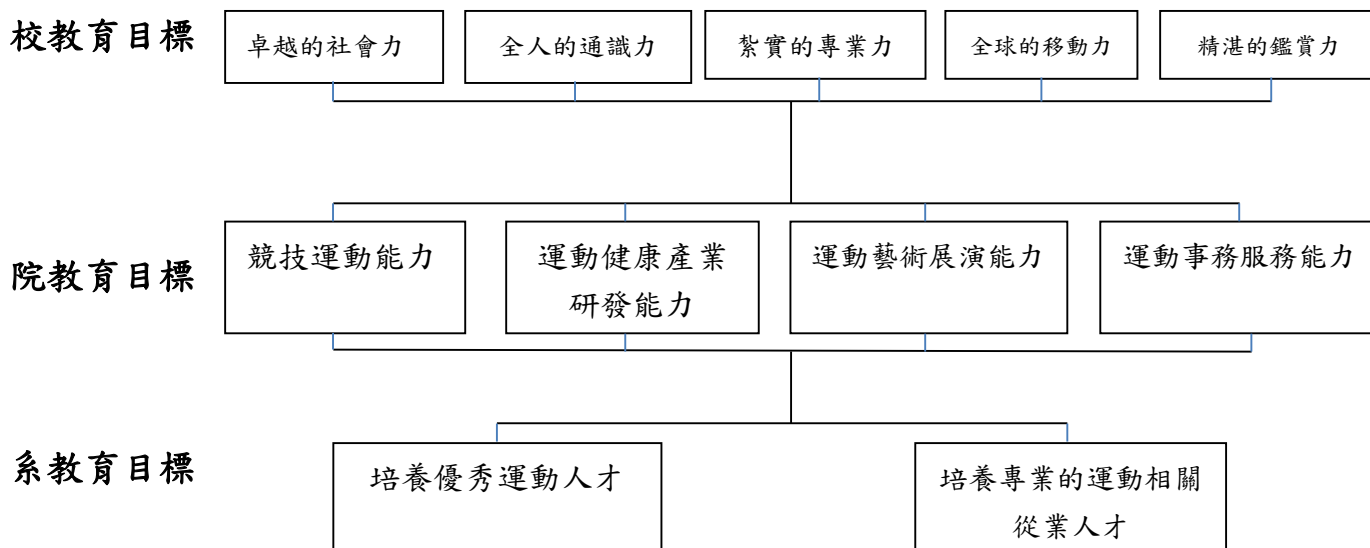 校教育目標
卓越的社會力
全人的通識力
紮實的專業力
全球的移動力
精湛的鑑賞力
院教育目標
競技運動能力
運動健康產業
研發能力
運動藝術展演能力
運動事務服務能力
系教育目標
培養優秀運動人才
培養專業的運動相關
從業人才